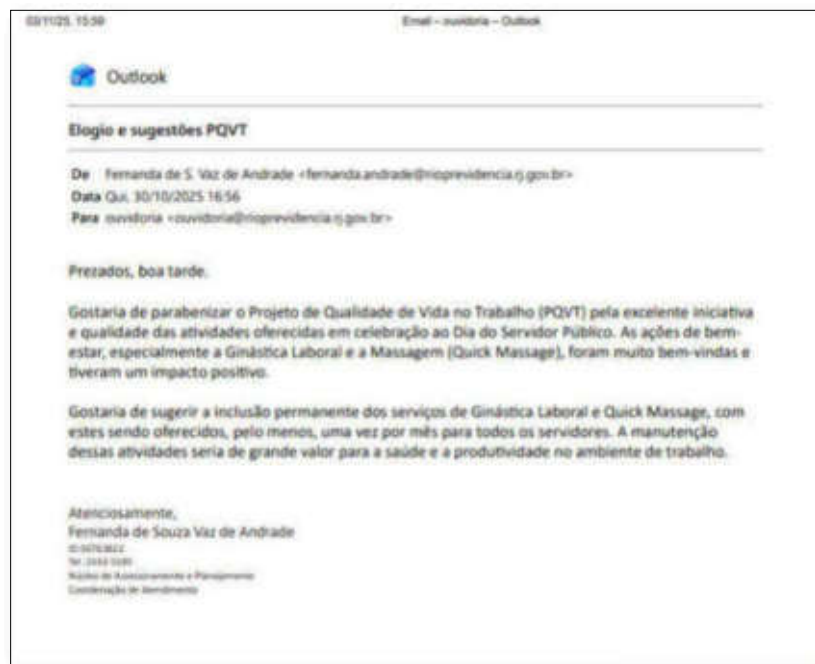 03/11/25, 15:59
Email – ouvidoria – Outlook
Outlook
Elogio e sugestões PQVT
De Fernanda de S. Vaz de Andrade <fernanda.andrade@rioprevidencia.rj.gov.br>
Data Qui, 30/10/2025 16:56
Para ouvidoria <ouvidoria@rioprevidencia.rj.gov.br>
Prezados, boa tarde.
Gostaria de parabenizar o Projeto de Qualidade de Vida no Trabalho (PQVT) pela excelente iniciativa
e qualidade das atividades oferecidas em celebração ao Dia do Servidor Público. As ações de bem-
estar, especialmente a Ginástica Laboral e a Massagem (Quick Massage), foram muito bem-vindas e
tiveram um impacto positivo.
Gostaria de sugerir a inclusão permanente dos serviços de Ginástica Laboral e Quick Massage, com
estes sendo oferecidos, pelo menos, uma vez por mês para todos os servidores. A manutenção
dessas atividades seria de grande valor para a saúde e a produtividade no ambiente de trabalho.
Atenciosamente,
Fernanda de Souza Vaz de Andrade
Núcleo de Assessoramento e Planejamento
Coordenação de Atendimento